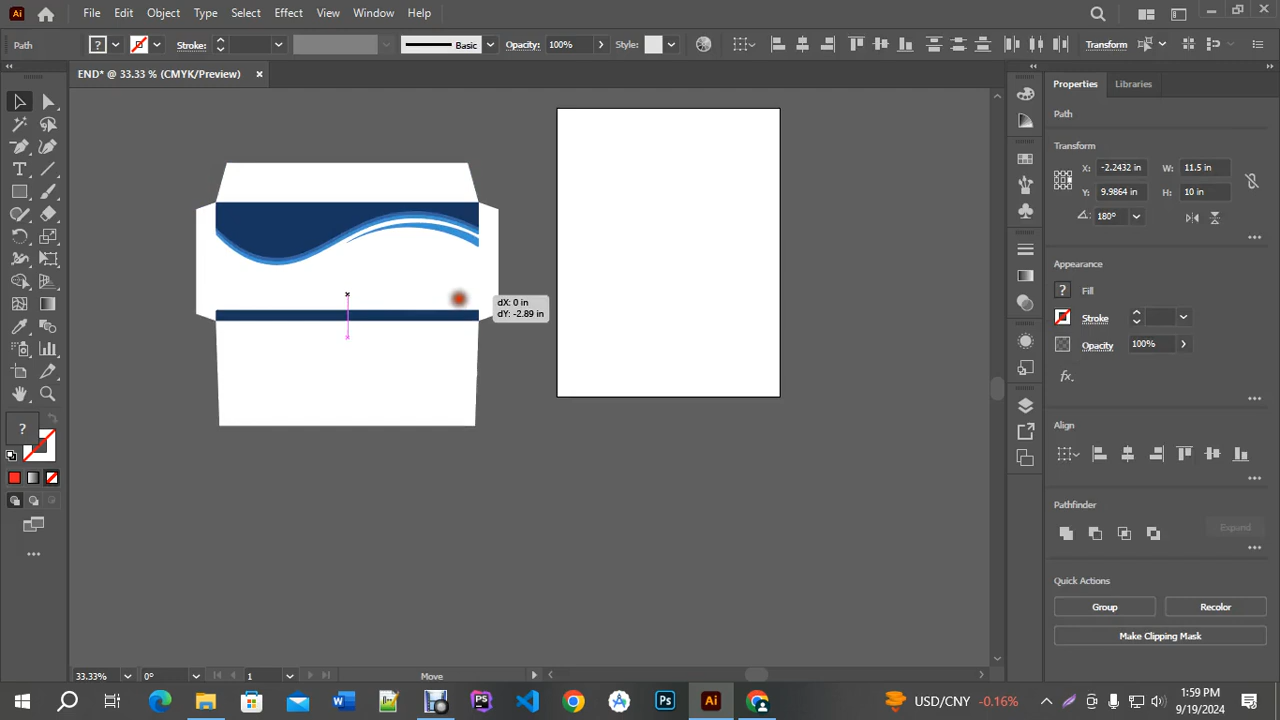 File Edit Object Type Select Effect View Window Help
Path Stroke: Basic Opacity: 100% Style: Transform
END* @ 33.33 % (CMYK/Preview)
Properties Libraries
Path
Transform
X: -2.2432 in W: 11.5 in
Y: 9.9864 in H: 10 in
180°
Appearance
? Fill
Stroke
Opacity 100%
fx.
dX: 0 in
dY: -2.89 in
Align
?
Pathfinder
Expand
Quick Actions
Group Recolor
Make Clipping Mask
33.33% 0° 1 Move
USD/CNY -0.16%
1:59 PM
9/19/2024